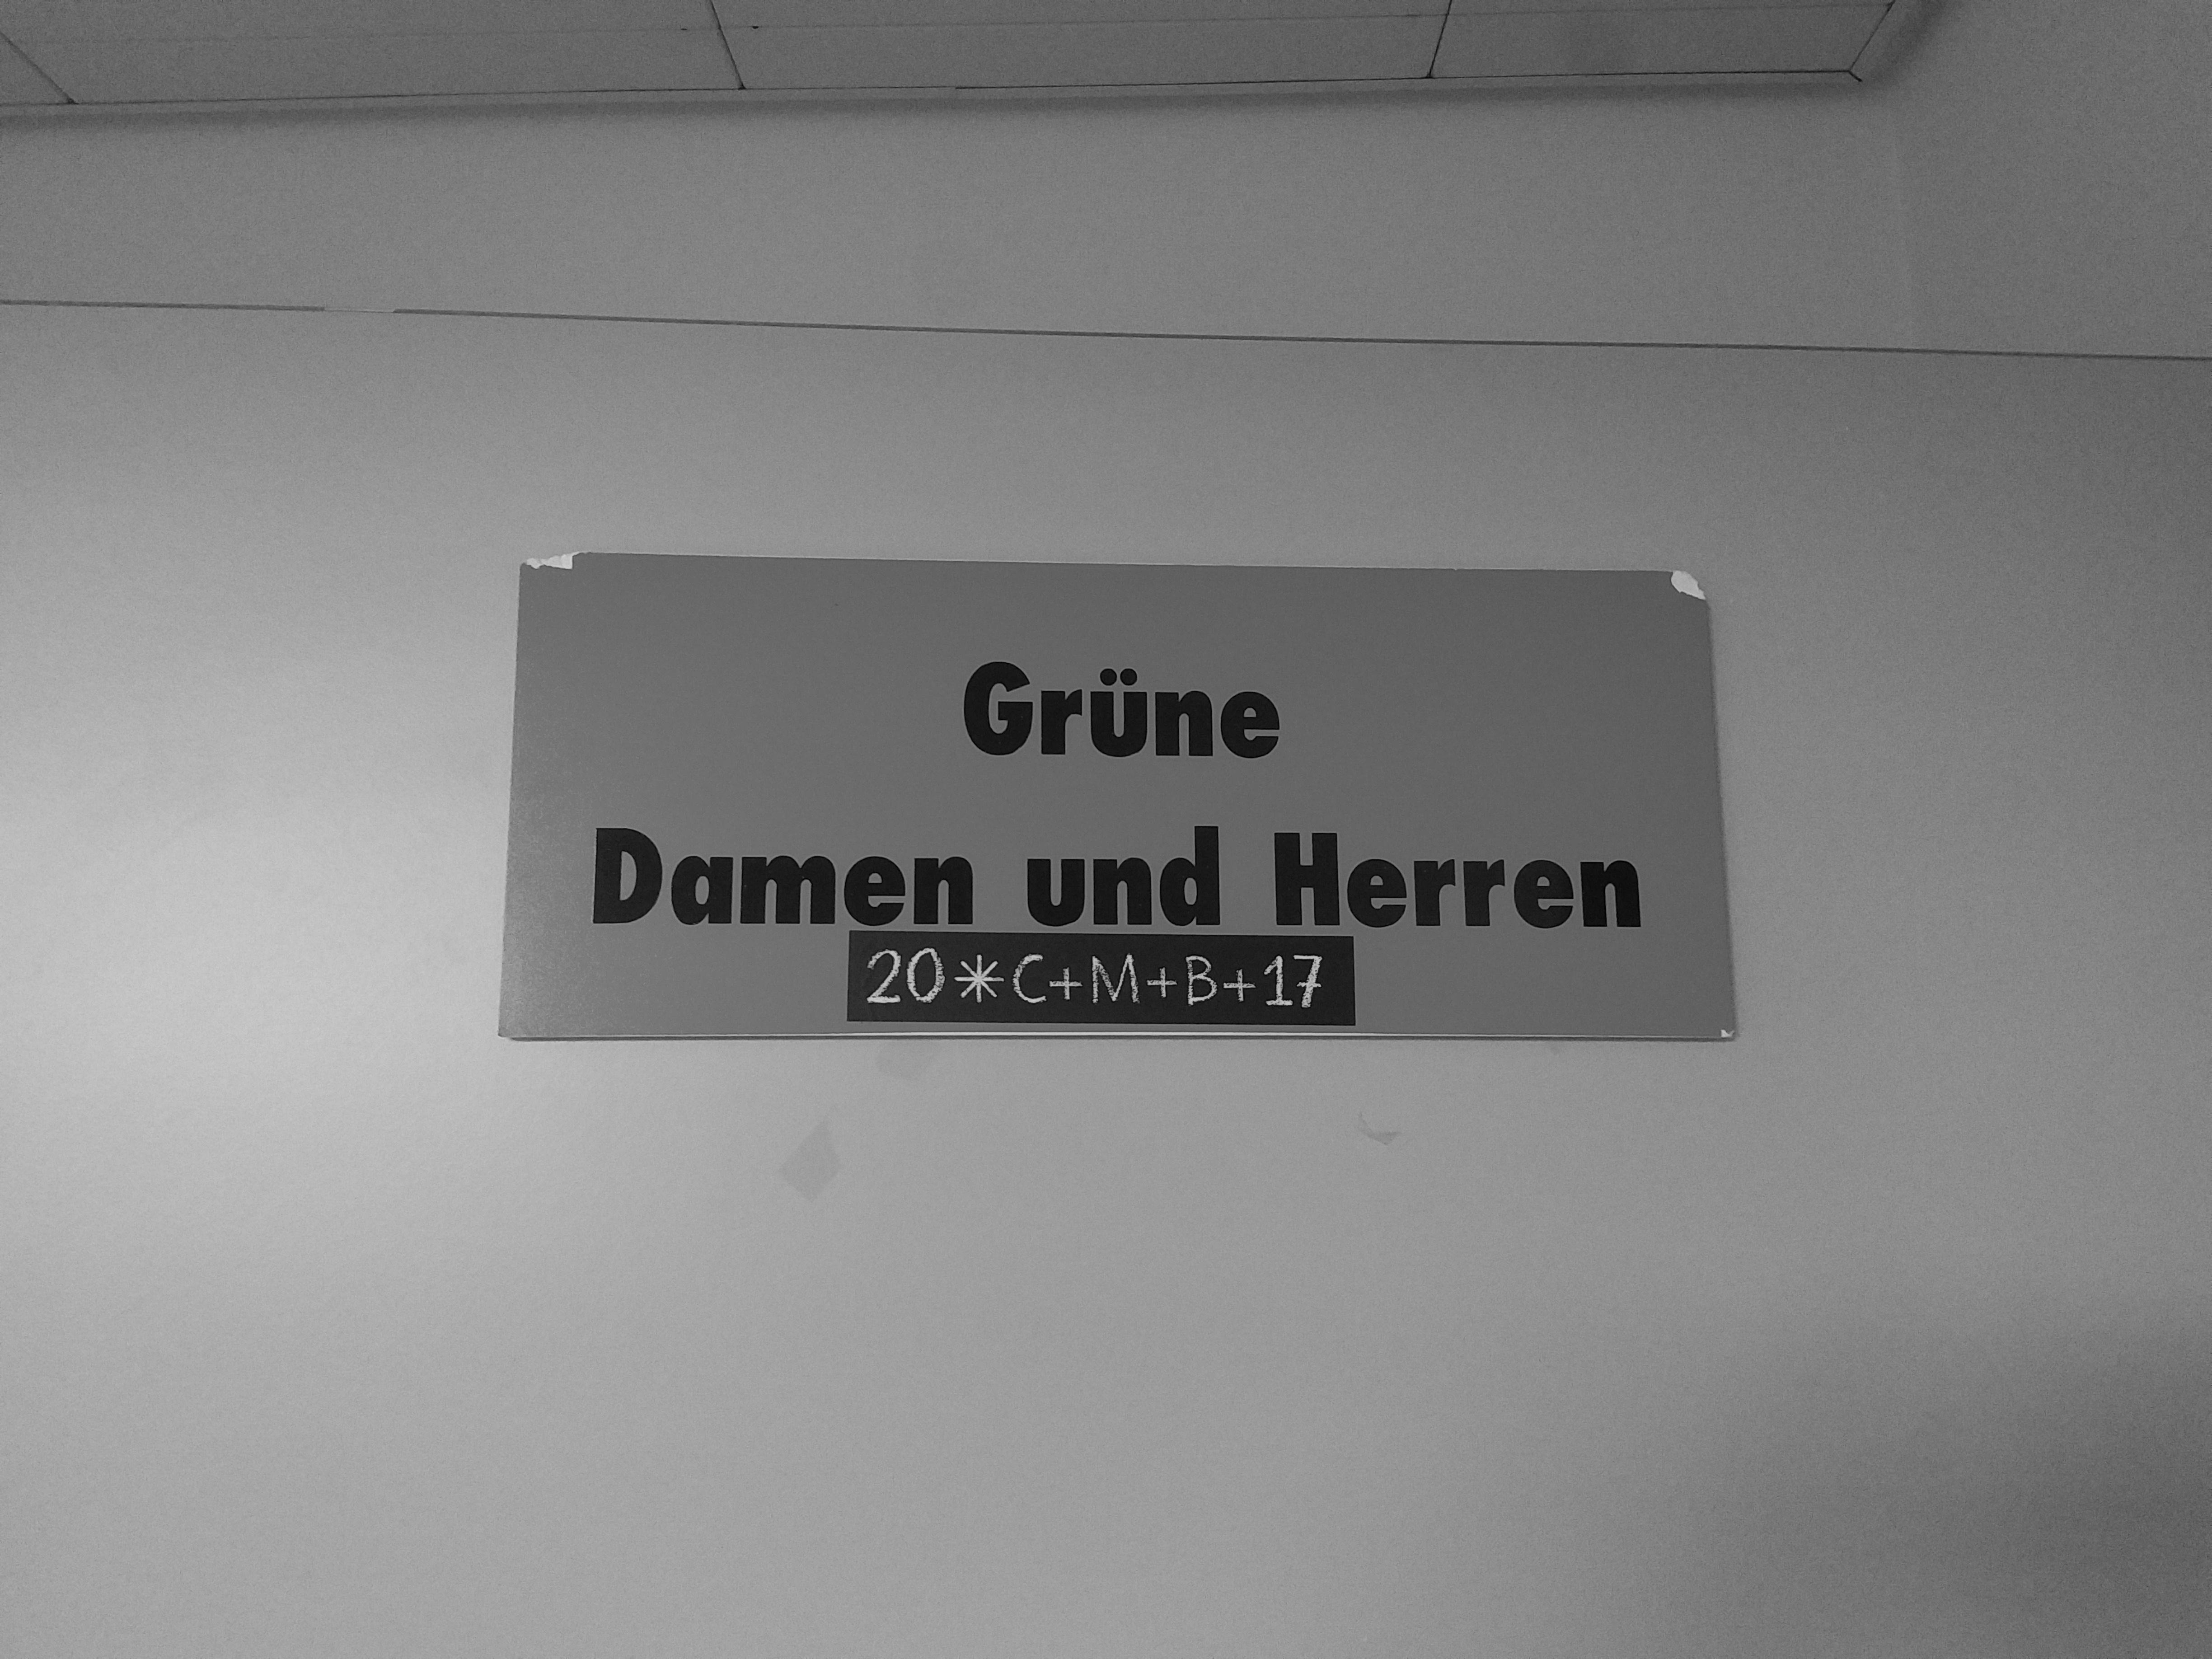 Grüne
Damen und Herren
20*C+M+B+17